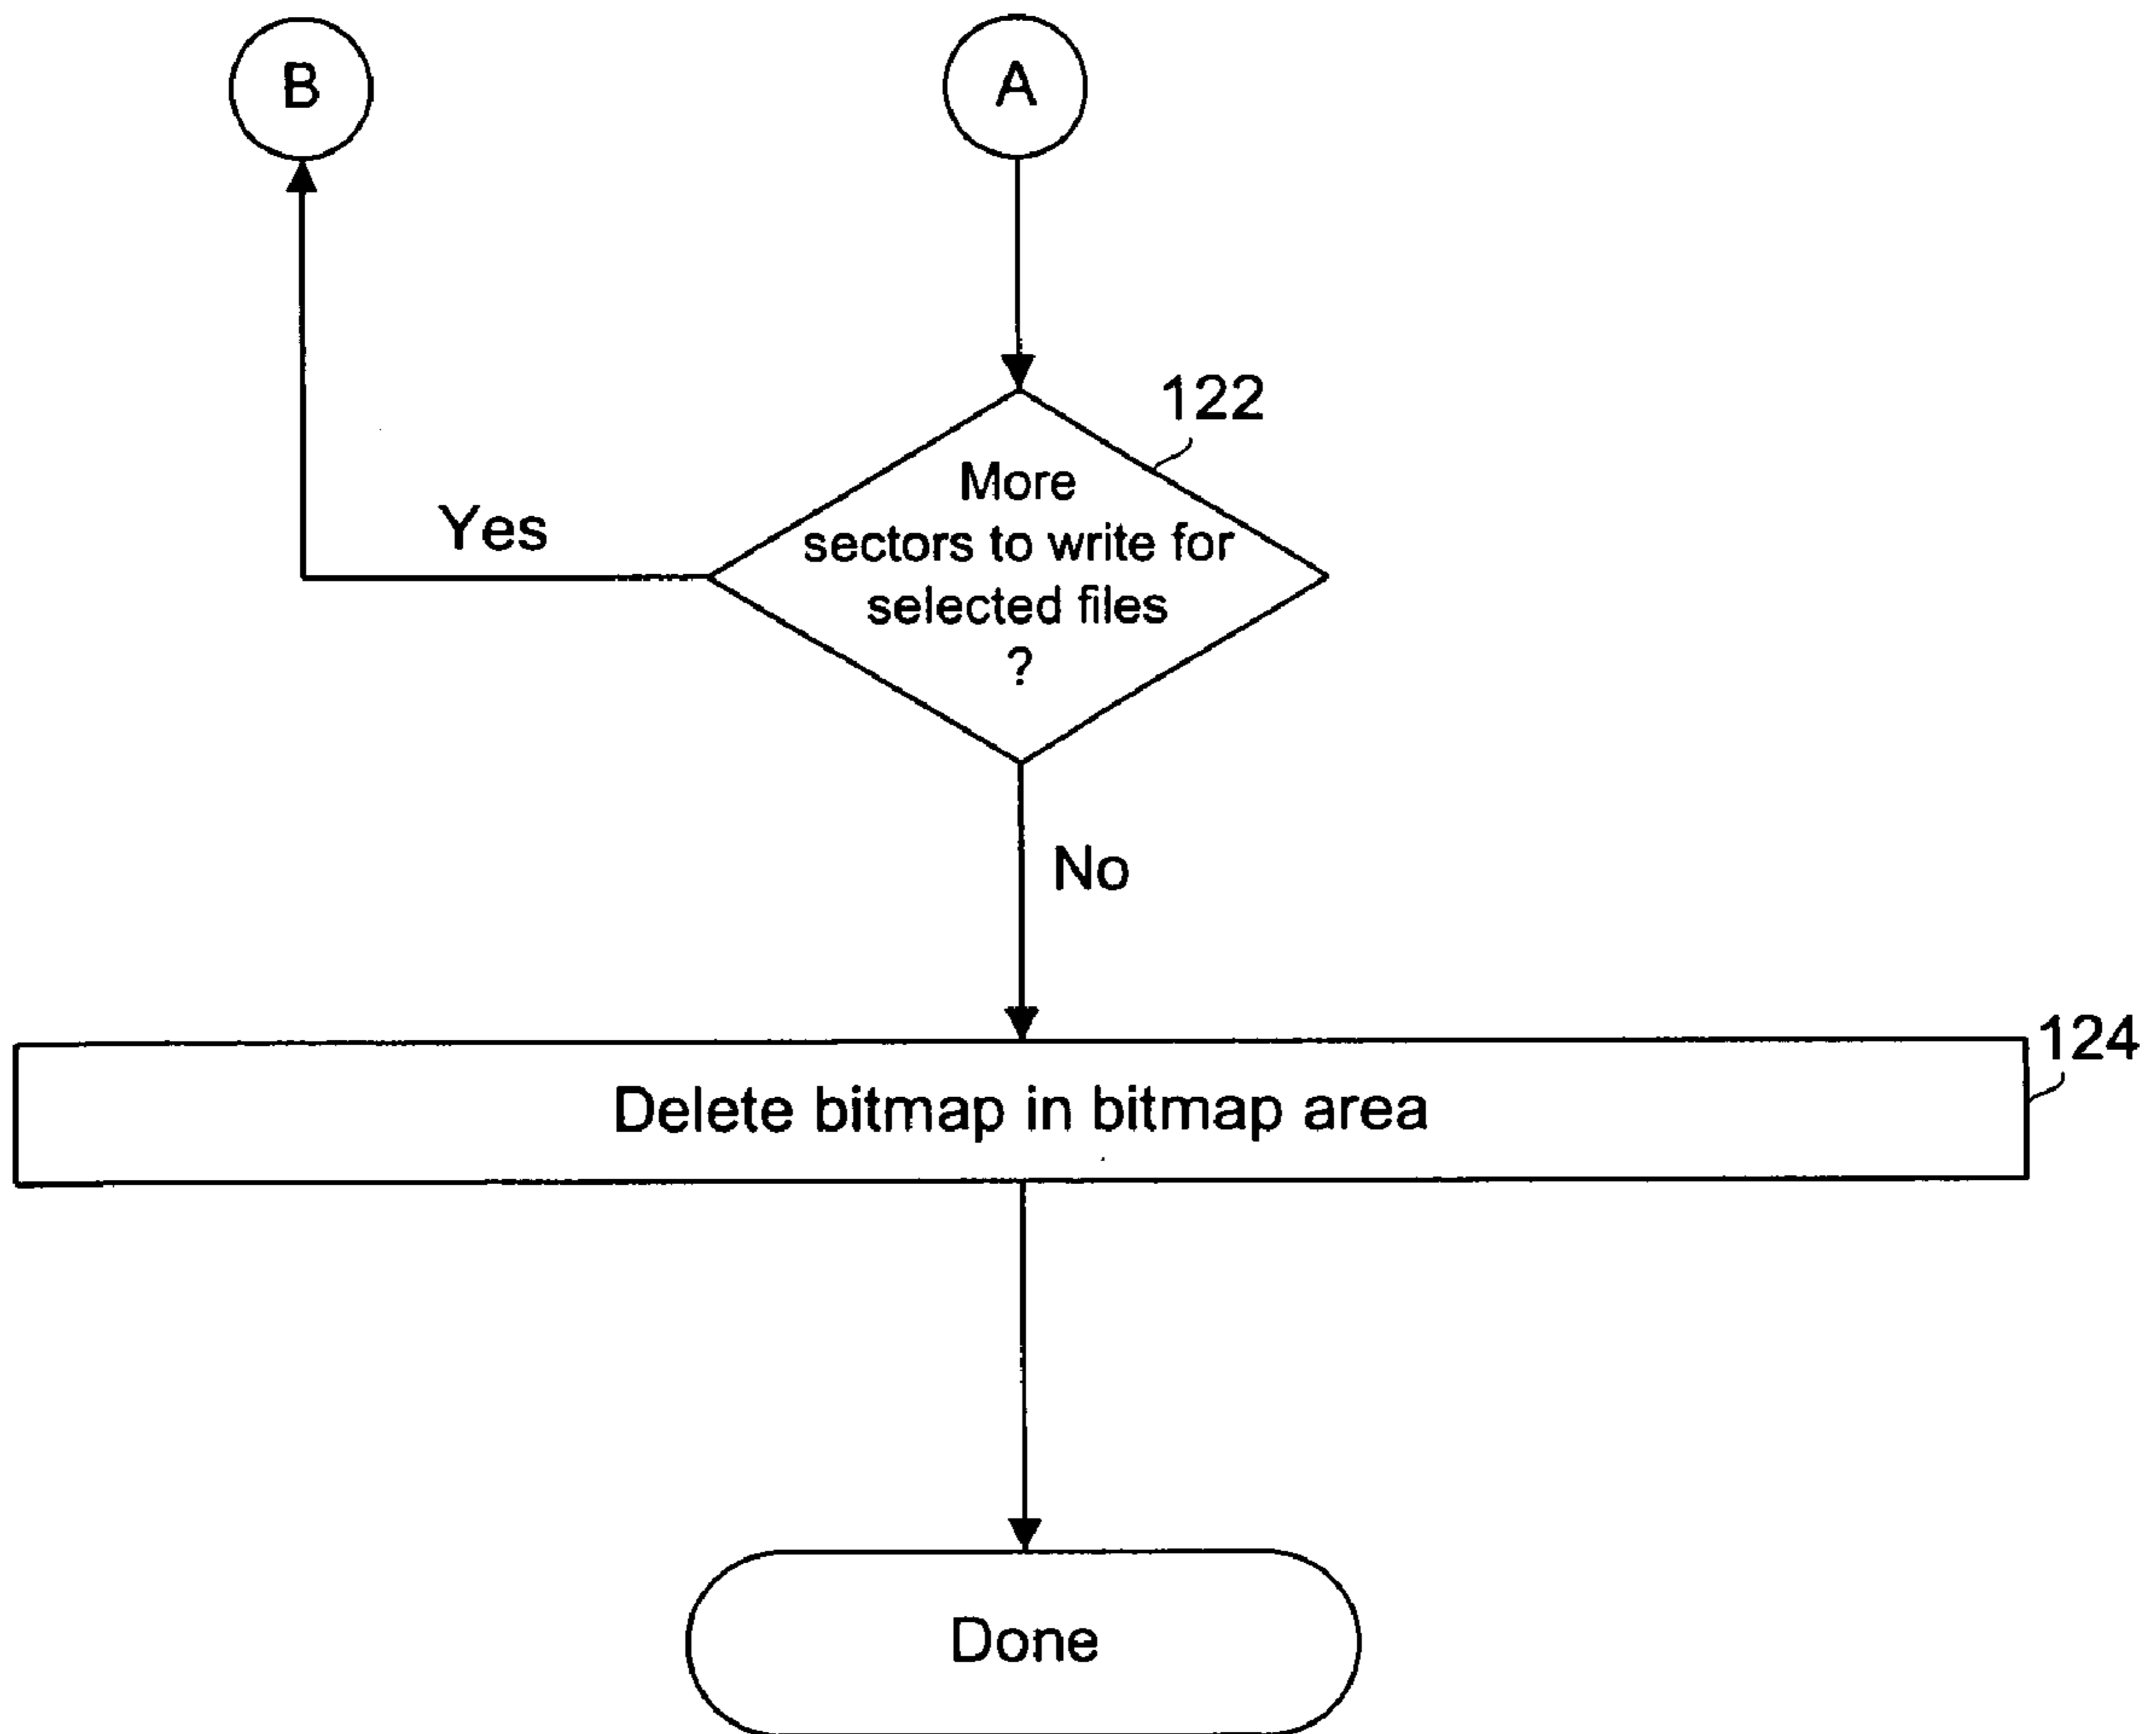 B
A
122
More
sectors to write for
selected files
?
Yes
No
124
Delete bitmap in bitmap area
Done